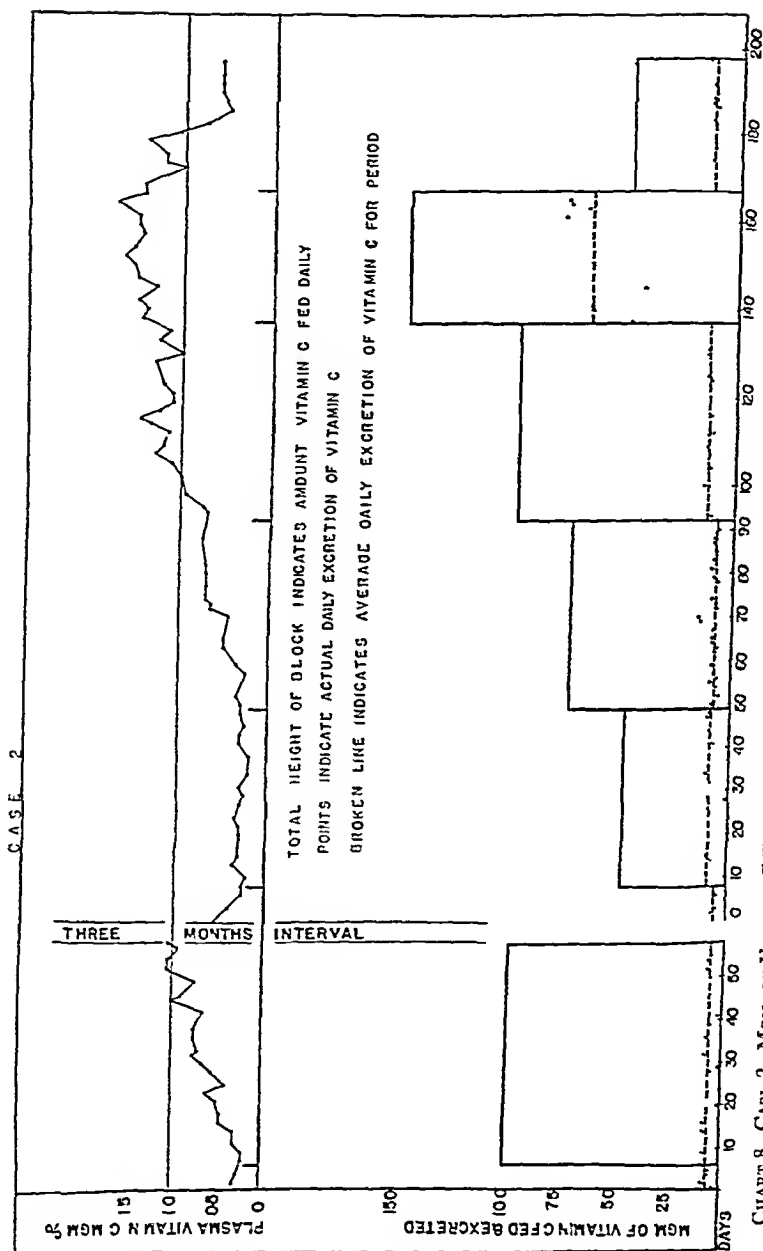 CASE 2
PLASMA VITAMIN C MGM %
15
10
05
0
THREE MONTHS INTERVAL
TOTAL HEIGHT OF BLOCK INDICATES AMOUNT VITAMIN C FED DAILY
POINTS INDICATE ACTUAL DAILY EXCRETION OF VITAMIN C
BROKEN LINE INDICATES AVERAGE DAILY EXCRETION OF VITAMIN C FOR PERIOD
MGM OF VITAMIN C FED & EXCRETED
150
100
75
50
25
DAYS
10 20 30 40 50
0 10 20 30 40 50 60 70 80 90 100 120 140 160 180 200
CHART 8 CASE 2